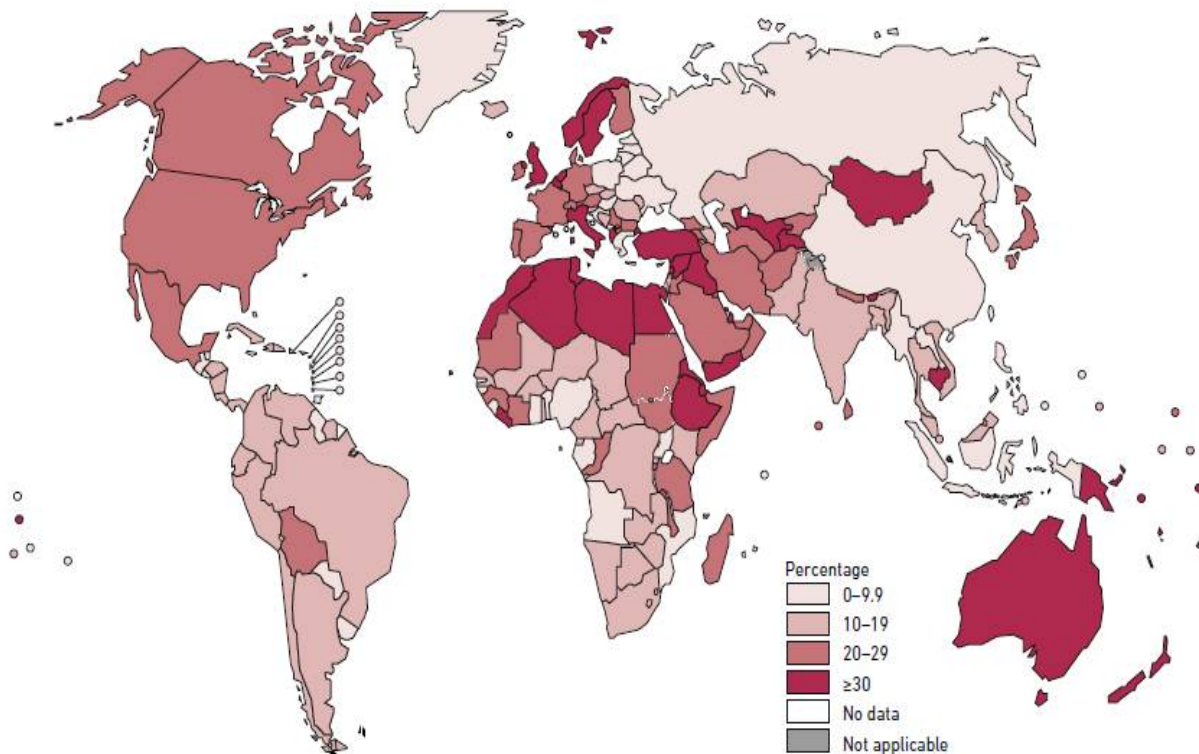 Percentage
0–9.9
10–19
20–29
≥30
No data
Not applicable